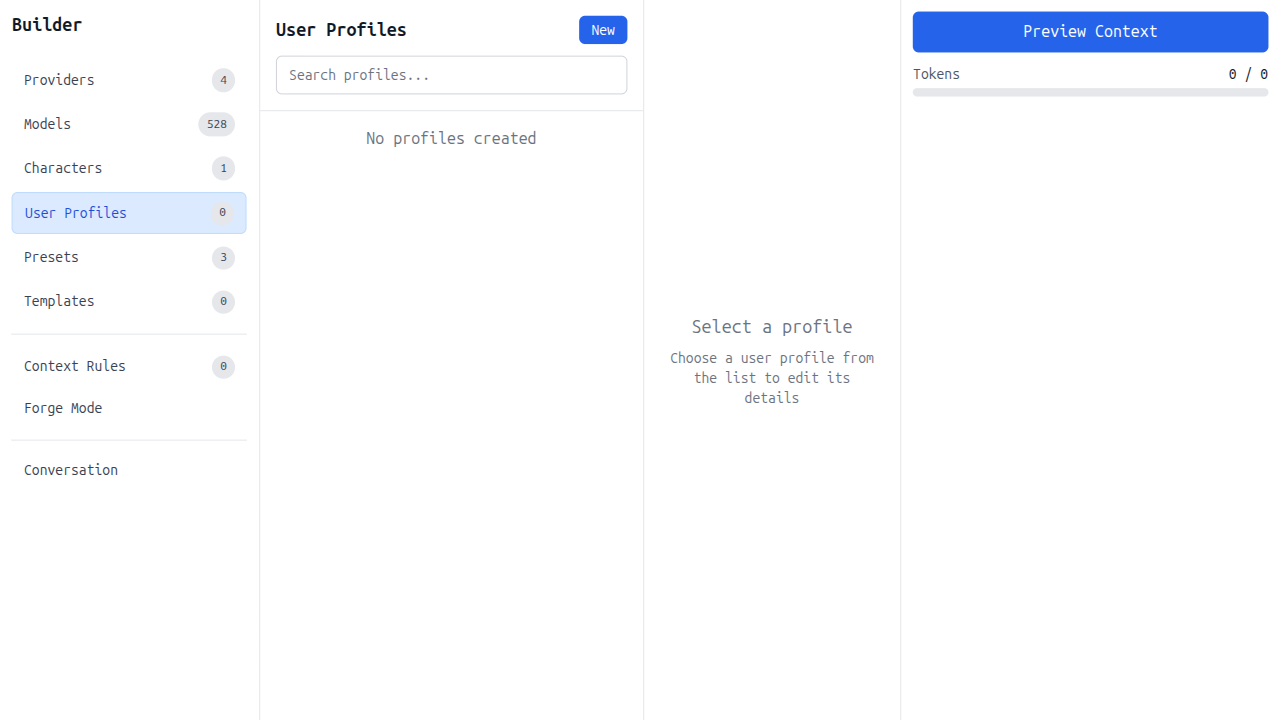 Builder
Providers 4
Models 528
Characters 1
User Profiles 0
Presets 3
Templates 0
Context Rules 0
Forge Mode
Conversation
User Profiles New
Search profiles...
No profiles created
Select a profile
Choose a user profile from
the list to edit its
details
Preview Context
Tokens 0 / 0